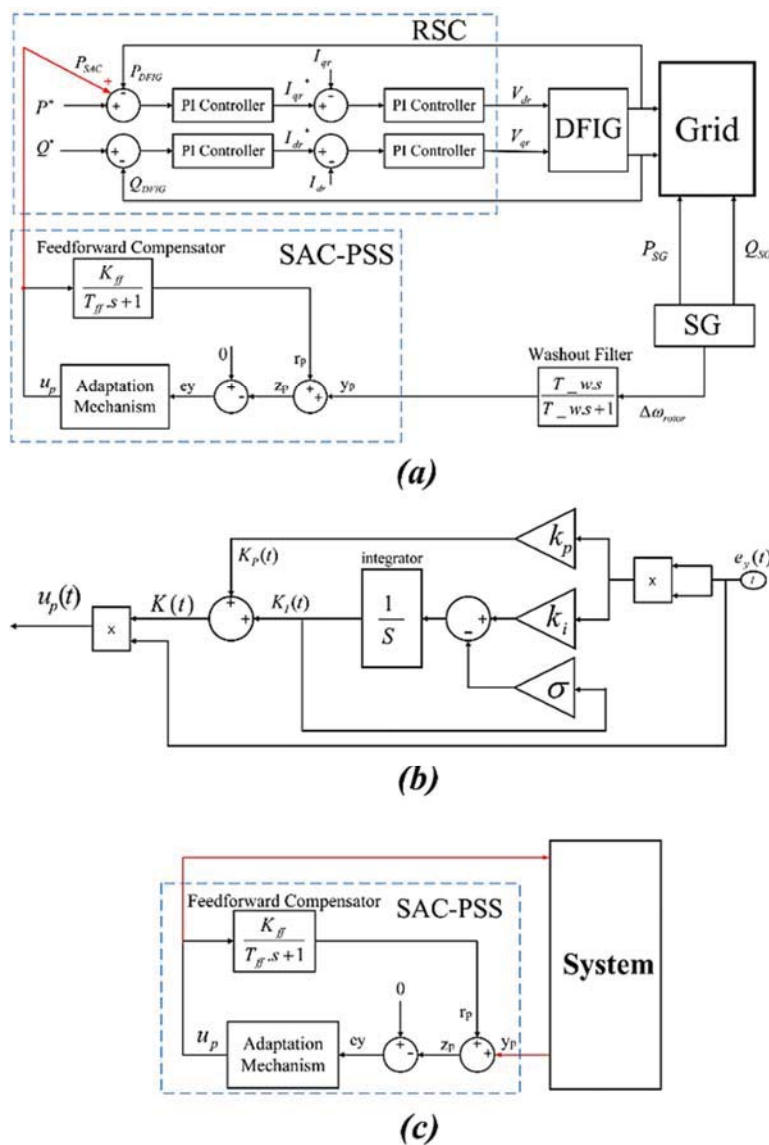 RSC
P_SAC
+
P_DFIG
-
I_qr
I_qr*
-
V_dr
P*
+
PI Controller
+
PI Controller
DFIG
Grid
Q*
+
PI Controller
I_dr*
+
PI Controller
V_qr
-
Q_DFIG
-
I_dr
Feedforward Compensator
SAC-PSS
K_ff
T_ff.s+1
P_SG
Q_SG
SG
0
r_p
Washout Filter
u_p
Adaptation
Mechanism
ey
+
-
z_p
+
+
y_p
T_w.s
T_w.s+1
Δω_rotor
(a)
k_p
K_P(t)
integrator
e_y(t)
x
t
u_p(t)
K(t)
+
+
K_I(t)
1
S
+
-
k_i
x
σ
(b)
Feedforward Compensator
SAC-PSS
K_ff
T_ff.s+1
System
0
r_p
u_p
Adaptation
Mechanism
ey
+
-
z_p
+
+
y_p
(c)